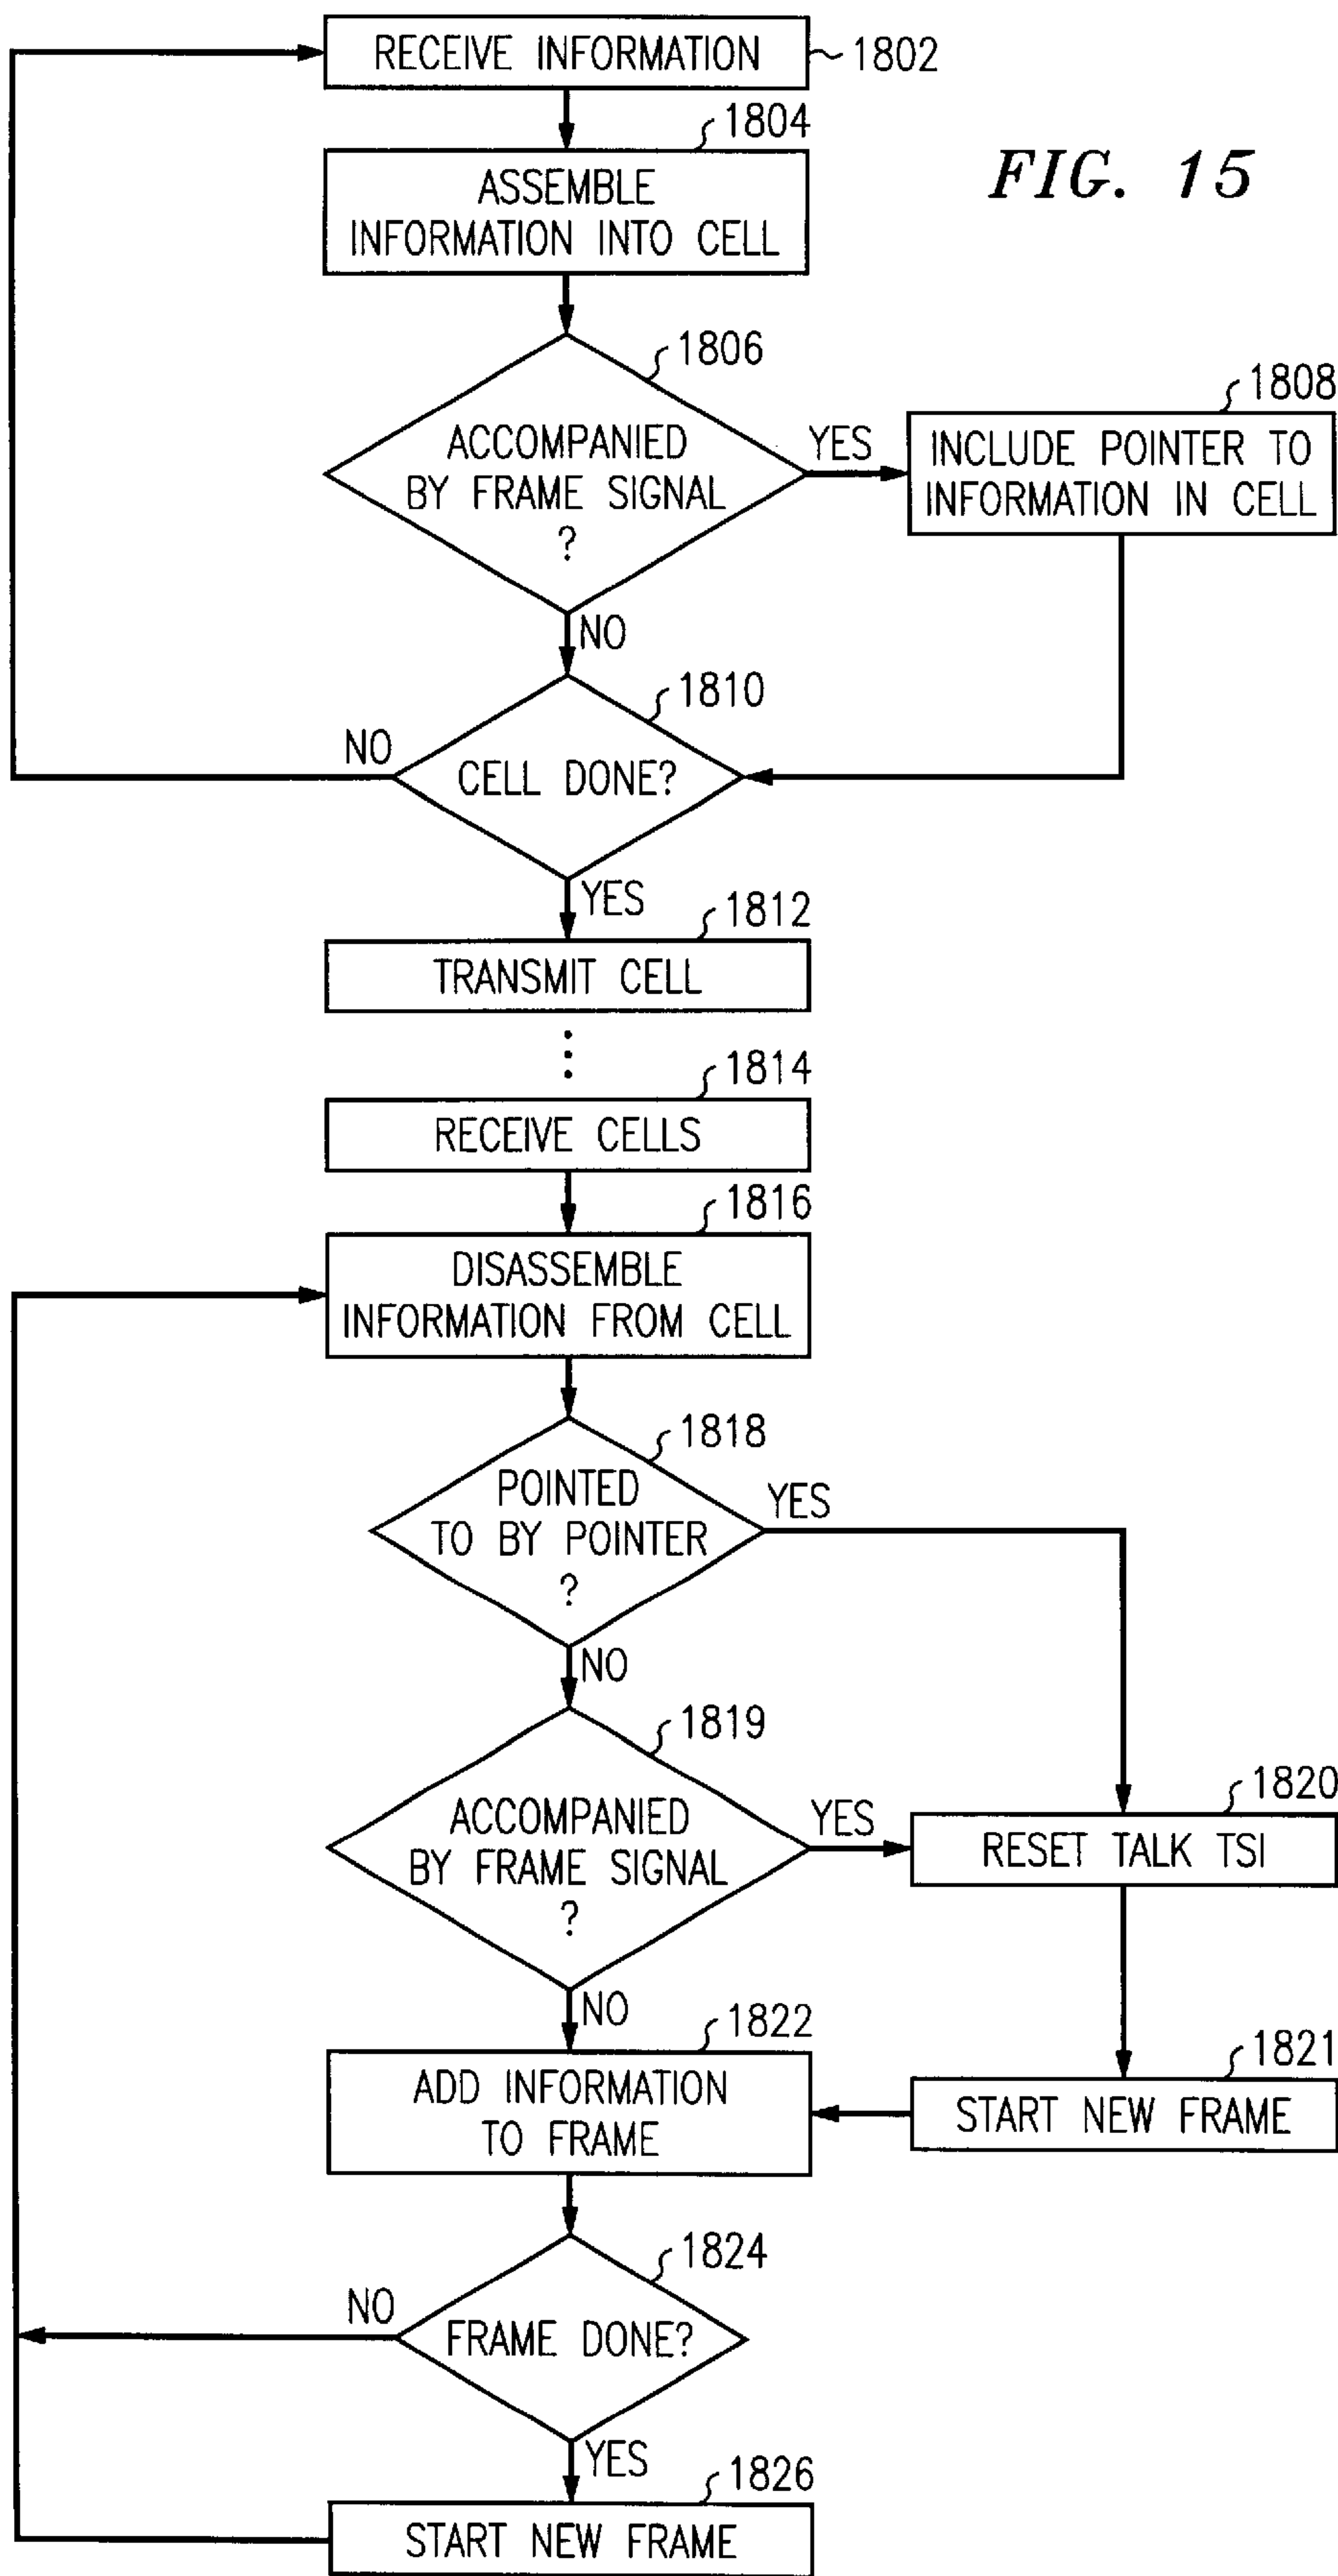 RECEIVE INFORMATION
1802
1804
FIG. 15
ASSEMBLE
INFORMATION INTO CELL
1806
1808
ACCOMPANIED
BY FRAME SIGNAL
?
YES
INCLUDE POINTER TO
INFORMATION IN CELL
NO
1810
NO
CELL DONE?
YES
1812
TRANSMIT CELL
1814
RECEIVE CELLS
1816
DISASSEMBLE
INFORMATION FROM CELL
1818
POINTED
TO BY POINTER
?
YES
NO
1819
ACCOMPANIED
BY FRAME SIGNAL
?
YES
1820
RESET TALK TSI
NO
1822
ADD INFORMATION
TO FRAME
1821
START NEW FRAME
1824
NO
FRAME DONE?
YES
1826
START NEW FRAME